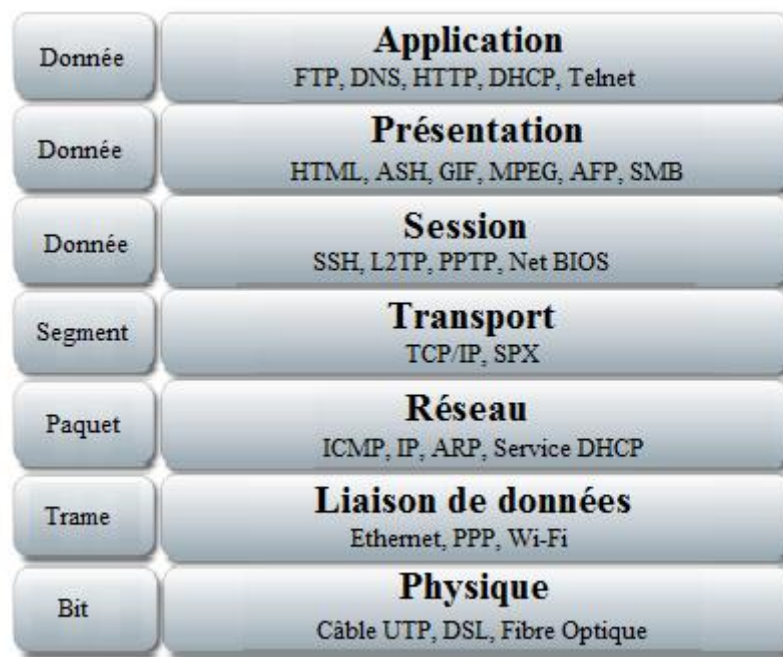 Donnée
Application
FTP, DNS, HTTP, DHCP, Telnet
Donnée
Présentation
HTML, ASH, GIF, MPEG, AFP, SMB
Donnée
Session
SSH, L2TP, PPTP, Net BIOS
Segment
Transport
TCP/IP, SPX
Paquet
Réseau
ICMP, IP, ARP, Service DHCP
Trame
Liaison de données
Ethernet, PPP, Wi-Fi
Bit
Physique
Câble UTP, DSL, Fibre Optique